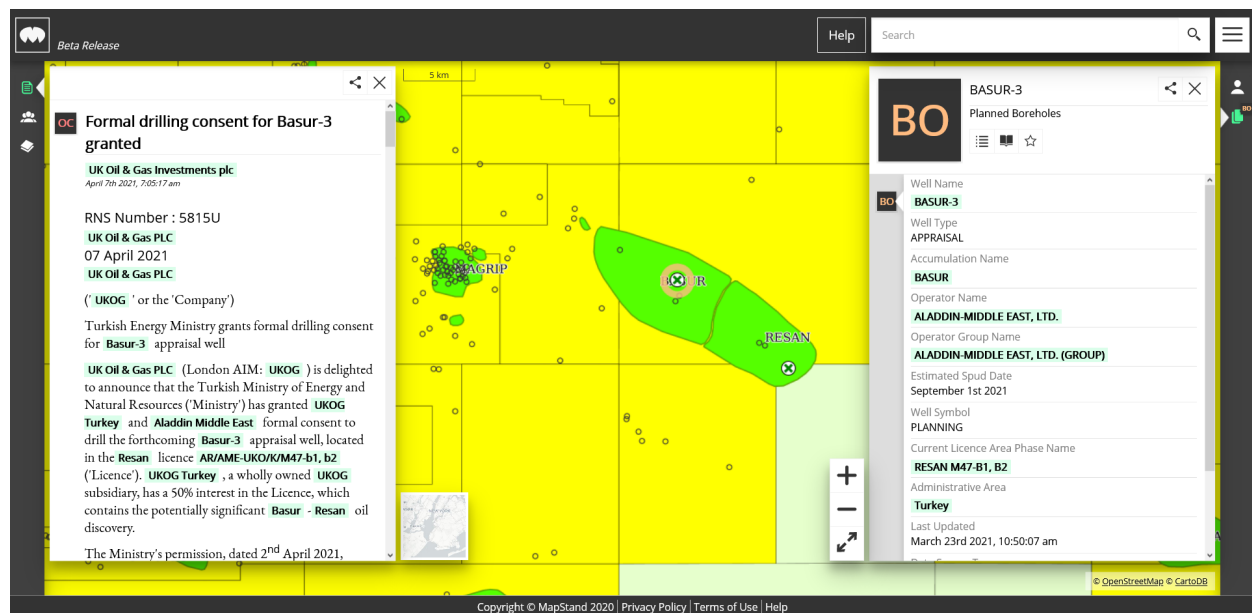 Beta Release
Help
Search
OC
Formal drilling consent for Basur-3
granted
UK Oil & Gas Investments plc
April 7th 2021, 7:05:17 am
RNS Number : 5815U
UK Oil & Gas PLC
07 April 2021
UK Oil & Gas PLC
(' UKOG ' or the 'Company')
Turkish Energy Ministry grants formal drilling consent
for Basur-3 appraisal well
UK Oil & Gas PLC (London AIM: UKOG ) is delighted
to announce that the Turkish Ministry of Energy and
Natural Resources ('Ministry') has granted UKOG
Turkey and Aladdin Middle East formal consent to
drill the forthcoming Basur-3 appraisal well, located
in the Resan licence AR/AME-UKO/K/M47-b1, b2
('Licence'). UKOG Turkey , a wholly owned UKOG
subsidiary, has a 50% interest in the Licence, which
contains the potentially significant Basur - Resan oil
discovery.
The Ministry's permission, dated 2nd April 2021,
5 km
MAGRIP
BASUR
RESAN
BO
BASUR-3
Planned Boreholes
BO
BO
Well Name
BASUR-3
Well Type
APPRAISAL
Accumulation Name
BASUR
Operator Name
ALADDIN-MIDDLE EAST, LTD.
Operator Group Name
ALADDIN-MIDDLE EAST, LTD. (GROUP)
Estimated Spud Date
September 1st 2021
Well Symbol
PLANNING
Current Licence Area Phase Name
RESAN M47-B1, B2
Administrative Area
Turkey
Last Updated
March 23rd 2021, 10:50:07 am
© OpenStreetMap © CartoDB
Copyright © MapStand 2020 | Privacy Policy | Terms of Use | Help